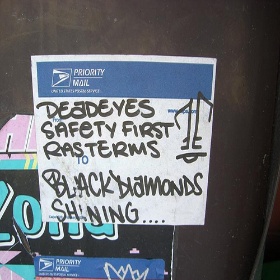 PRIORITY
MAIL
UNITED STATES POSTAL SERVICE
DEADEYES
SAFETY FIRST
RASTERMS
TO
BLACK DIAMONDS
SHINING....
PRIORITY
MAIL